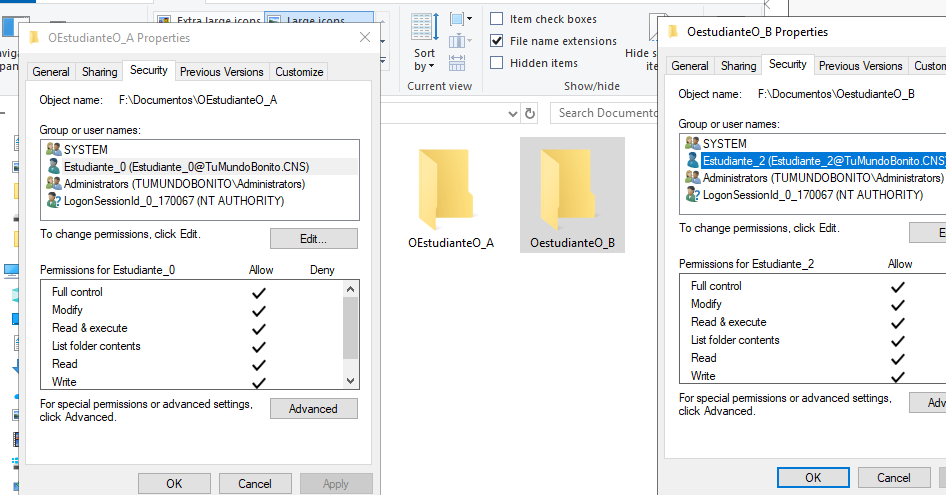 Extra large icons
Large icons
naviga
pan
Sort
by
Current view
Item check boxes
File name extensions
Hidden items
Hide s
ite
Show/hide
Search Documento
OEstudianteO_A
OestudianteO_B
OEstudianteO_A Properties
General
Sharing
Security
Previous Versions
Customize
Object name: F:\Documentos\OEstudianteO_A
Group or user names:
SYSTEM
Estudiante_0 (Estudiante_0@TuMundoBonito.CNS)
Administrators (TUMUNDOBONITO\Administrators)
LogonSessionId_0_170067 (NT AUTHORITY)
To change permissions, click Edit.
Edit...
Permissions for Estudiante_0 Allow Deny
Full control
Modify
Read & execute
List folder contents
Read
Write
For special permissions or advanced settings,
click Advanced.
Advanced
OK
Cancel
Apply
OestudianteO_B Properties
General
Sharing
Security
Previous Versions
Custom
Object name: F:\Documentos\OestudianteO_B
Group or user names:
SYSTEM
Estudiante_2 (Estudiante_2@TuMundoBonito.CNS
Administrators (TUMUNDOBONITO\Administrators)
LogonSessionId_0_170067 (NT AUTHORITY)
To change permissions, click Edit.
E
Permissions for Estudiante_2 Allow
Full control
Modify
Read & execute
List folder contents
Read
Write
For special permissions or advanced settings,
click Advanced.
Adv
OK
Cancel